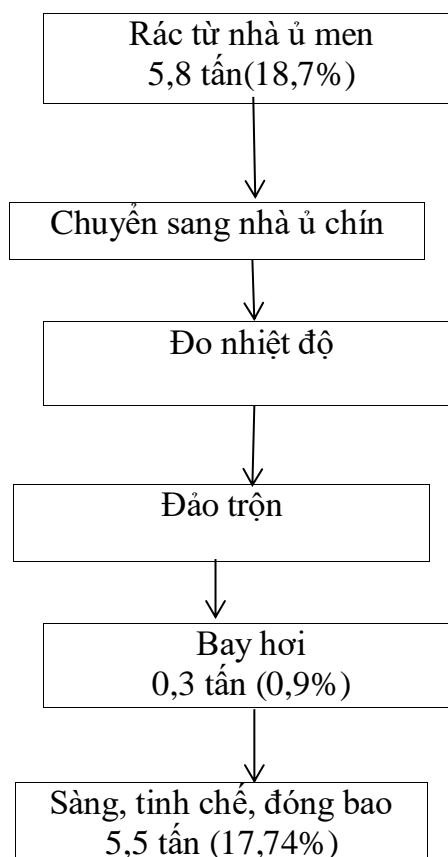 Rác từ nhà ủ men
5,8 tấn(18,7%)
Chuyển sang nhà ủ chín
Đo nhiệt độ
Đảo trộn
Bay hơi
0,3 tấn (0,9%)
Sàng, tinh chế, đóng bao
5,5 tấn (17,74%)